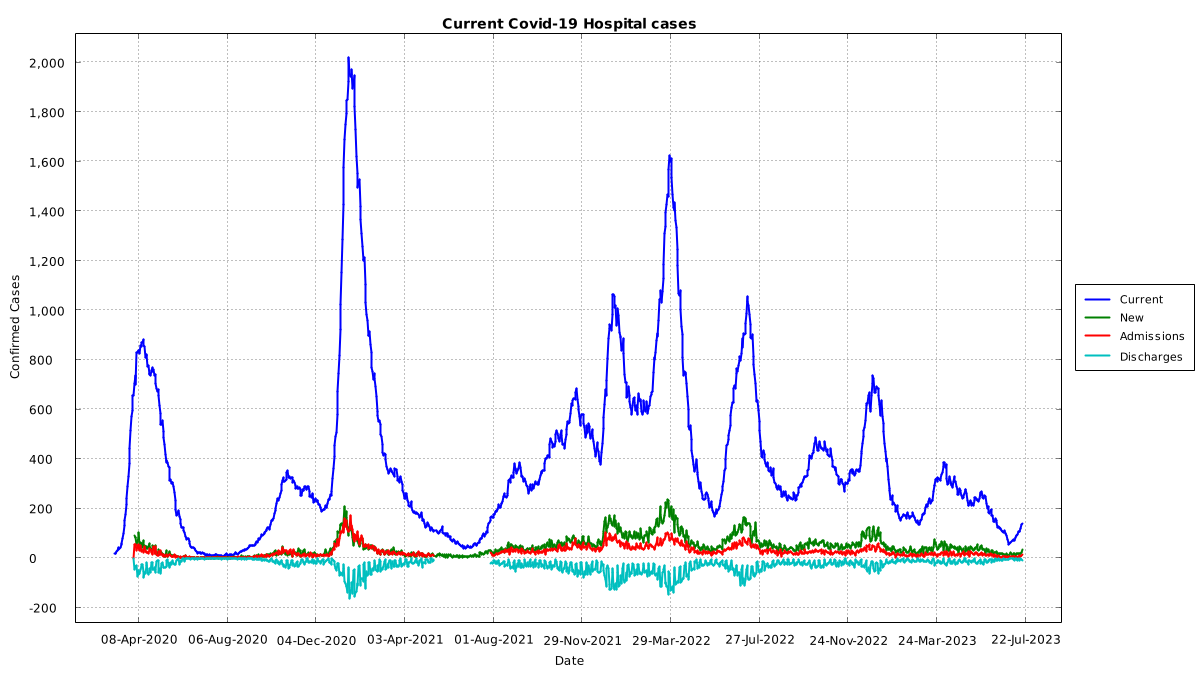 Current Covid-19 Hospital cases
2,000
1,800
1,600
1,400
1,200
1,000
800
600
400
200
0
-200
Confirmed Cases
08-Apr-2020 06-Aug-2020 04-Dec-2020 03-Apr-2021 01-Aug-2021 29-Nov-2021 29-Mar-2022 27-Jul-2022 24-Nov-2022 24-Mar-2023 22-Jul-2023
Date
Current
New
Admissions
Discharges